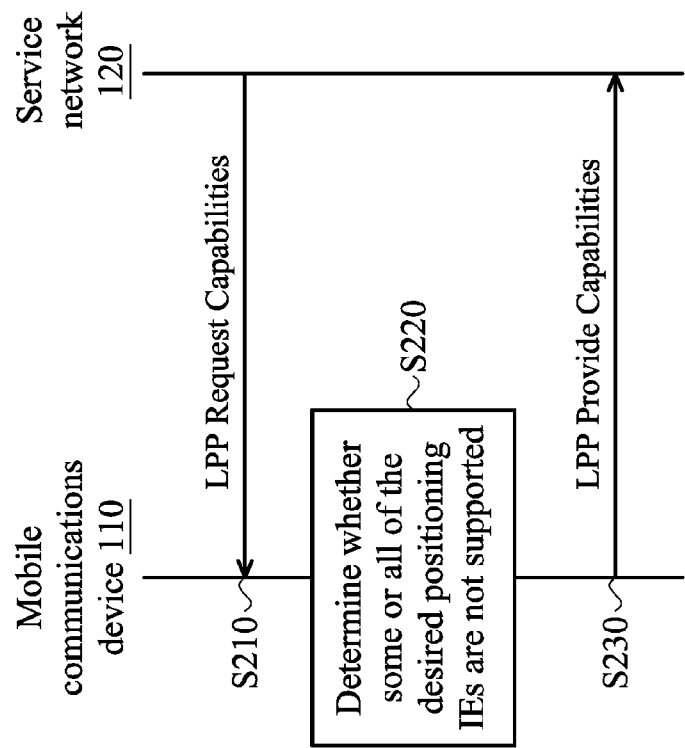 Mobile
communications
device 110
Service
network
120
LPP Request Capabilities
S210
Determine whether
some or all of the
desired positioning
IEs are not supported
S220
LPP Provide Capabilities
S230